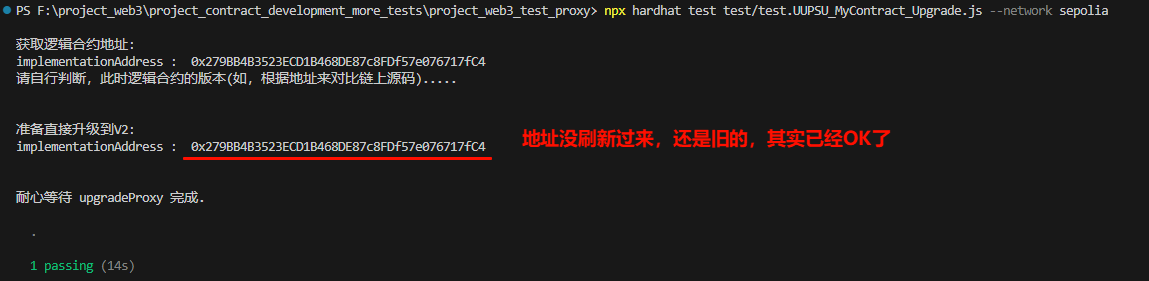 PS F:\project_web3\project_contract_development_more_tests\project_web3_test_proxy> npx hardhat test test/test.UUPSU_MyContract_Upgrade.js --network sepolia
获取逻辑合约地址:
implementationAddress :  0x279BB4B3523ECD1B468DE87c8FDf57e076717fC4
请自行判断, 此时逻辑合约的版本(如, 根据地址来对比链上源码).....
准备直接升级到V2:
implementationAddress :  0x279BB4B3523ECD1B468DE87c8FDf57e076717fC4
地址没刷新过来，还是旧的，其实已经OK了
耐心等待 upgradeProxy 完成.
.
1 passing (14s)